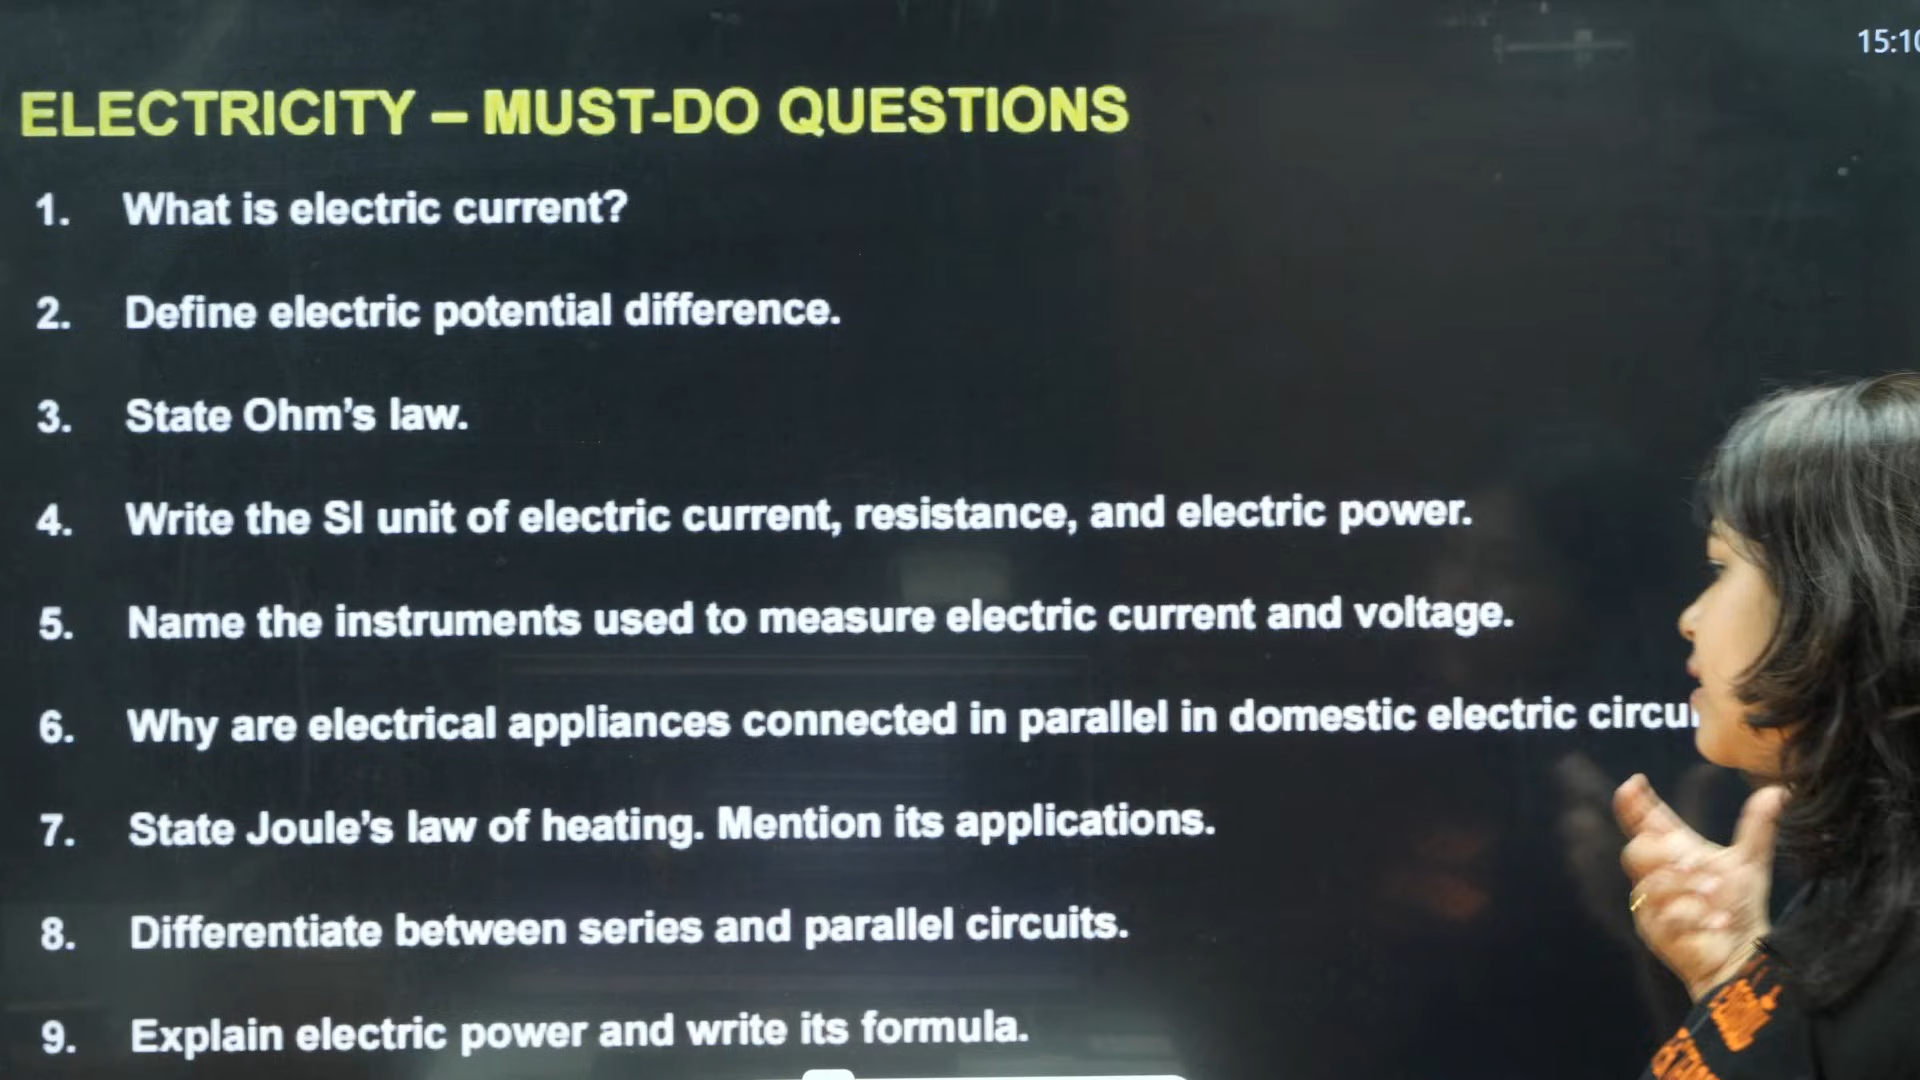 15:10
ELECTRICITY – MUST-DO QUESTIONS
1. What is electric current?
2. Define electric potential difference.
3. State Ohm’s law.
4. Write the SI unit of electric current, resistance, and electric power.
5. Name the instruments used to measure electric current and voltage.
6. Why are electrical appliances connected in parallel in domestic electric
7. State Joule’s law of heating. Mention its applications.
8. Differentiate between series and parallel circuits.
9. Explain electric power and write its formula.